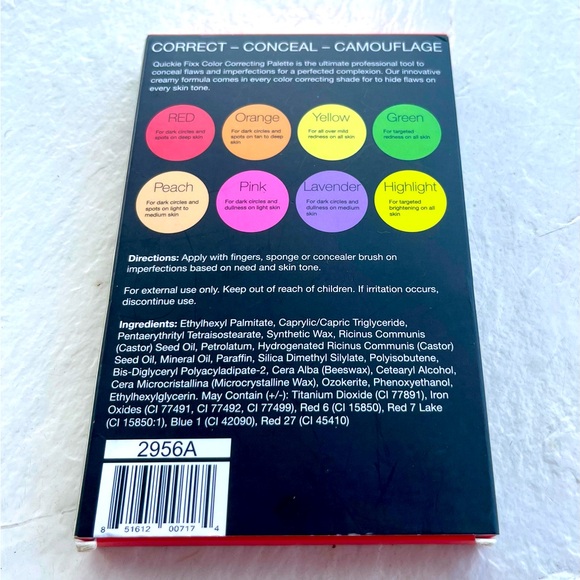 CORRECT – CONCEAL – CAMOUFLAGE
Quickie Fixx Color Correcting Palette is the ultimate professional tool to
conceal flaws and imperfections for a perfected complexion. Our innovative
creamy formula comes in every color correcting shade for to hide flaws on
every skin tone.
RED
For dark circles and
spots on deep skin
Orange
For dark circles and
spots on tan to deep
skin
Yellow
For all over mild
redness on all skin
Green
For targeted
redness on all skin
Peach
For dark circles and
spots on light to
medium skin
Pink
For dark circles and
dullness on light skin
Lavender
For dark circles and
dullness on medium
skin
Highlight
For targeted
brightening on all
skin
Directions: Apply with fingers, sponge or concealer brush on
imperfections based on need and skin tone.
For external use only. Keep out of reach of children. If irritation occurs,
discontinue use.
Ingredients: Ethylhexyl Palmitate, Caprylic/Capric Triglyceride,
Pentaerythrityl Tetraisostearate, Synthetic Wax, Ricinus Communis
(Castor) Seed Oil, Petrolatum, Hydrogenated Ricinus Communis (Castor)
Seed Oil, Mineral Oil, Paraffin, Silica Dimethyl Silylate, Polyisobutene,
Bis-Diglyceryl Polyacyladipate-2, Cera Alba (Beeswax), Cetearyl Alcohol,
Cera Microcristallina (Microcrystalline Wax), Ozokerite, Phenoxyethanol,
Ethylhexylglycerin. May Contain (+/-): Titanium Dioxide (CI 77891), Iron
Oxides (CI 77491, CI 77492, CI 77499), Red 6 (CI 15850), Red 7 Lake
(CI 15850:1), Blue 1 (CI 42090), Red 27 (CI 45410)
2956A
8 51612 00717 4